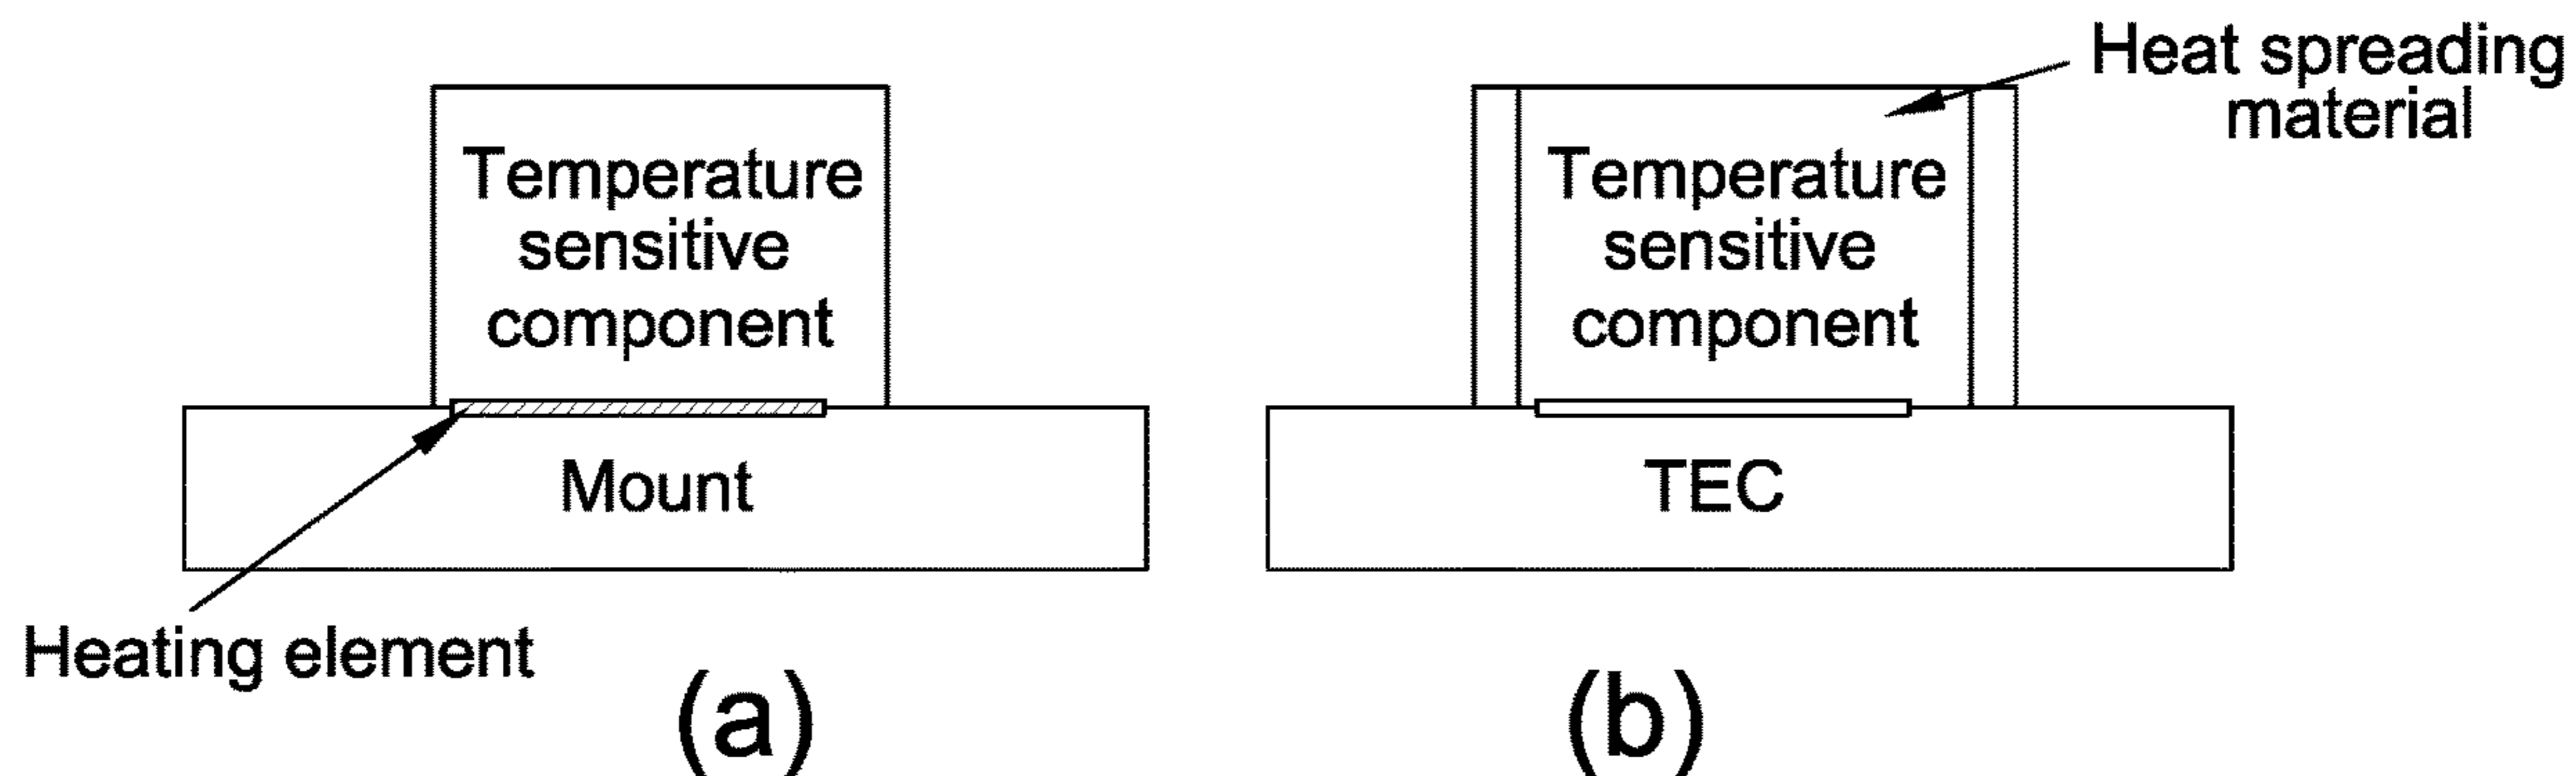 Temperature
sensitive
component
Mount
Heating element
(a)
Heat spreading
material
Temperature
sensitive
component
TEC
(b)